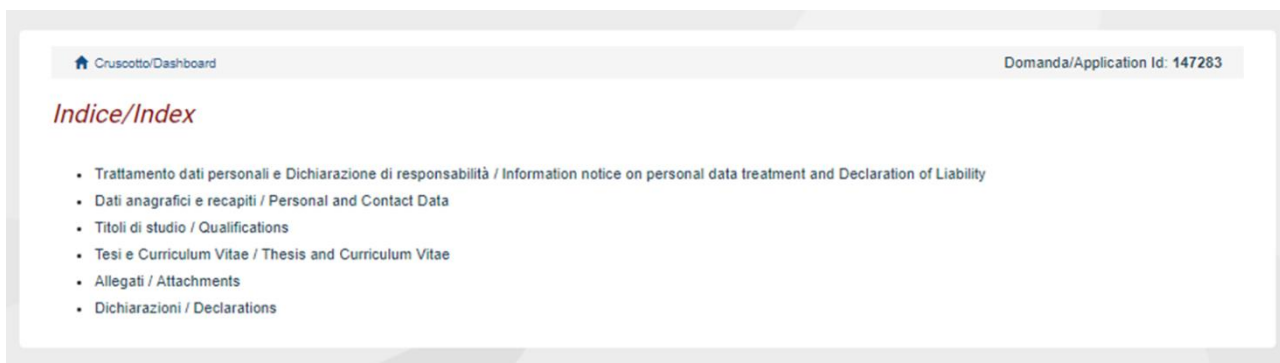 Cruscotto/Dashboard Domanda/Application Id: 147283
Indice/Index
Trattamento dati personali e Dichiarazione di responsabilità / Information notice on personal data treatment and Declaration of Liability
Dati anagrafici e recapiti / Personal and Contact Data
Titoli di studio / Qualifications
Tesi e Curriculum Vitae / Thesis and Curriculum Vitae
Allegati / Attachments
Dichiarazioni / Declarations